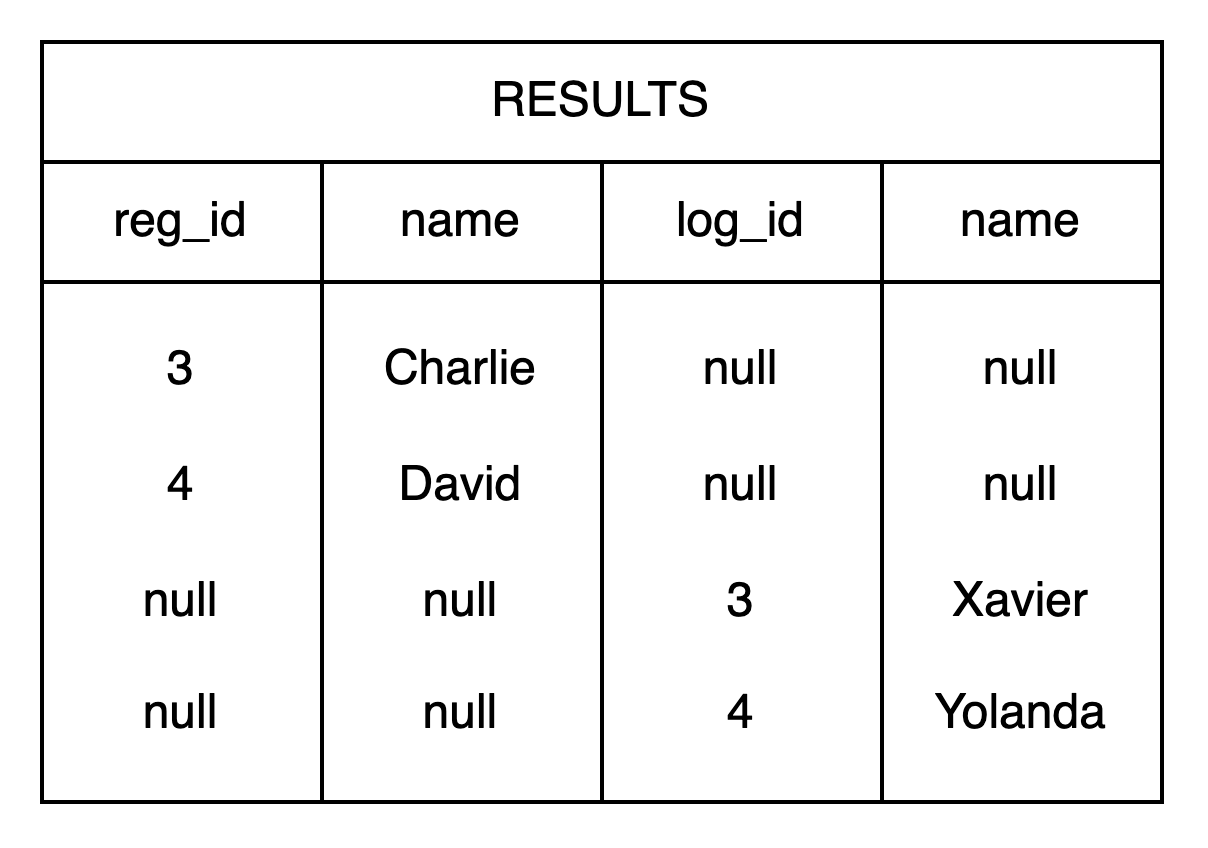 RESULTS
reg_id name log_id name
3 Charlie null null
4 David null null
null null 3 Xavier
null null 4 Yolanda